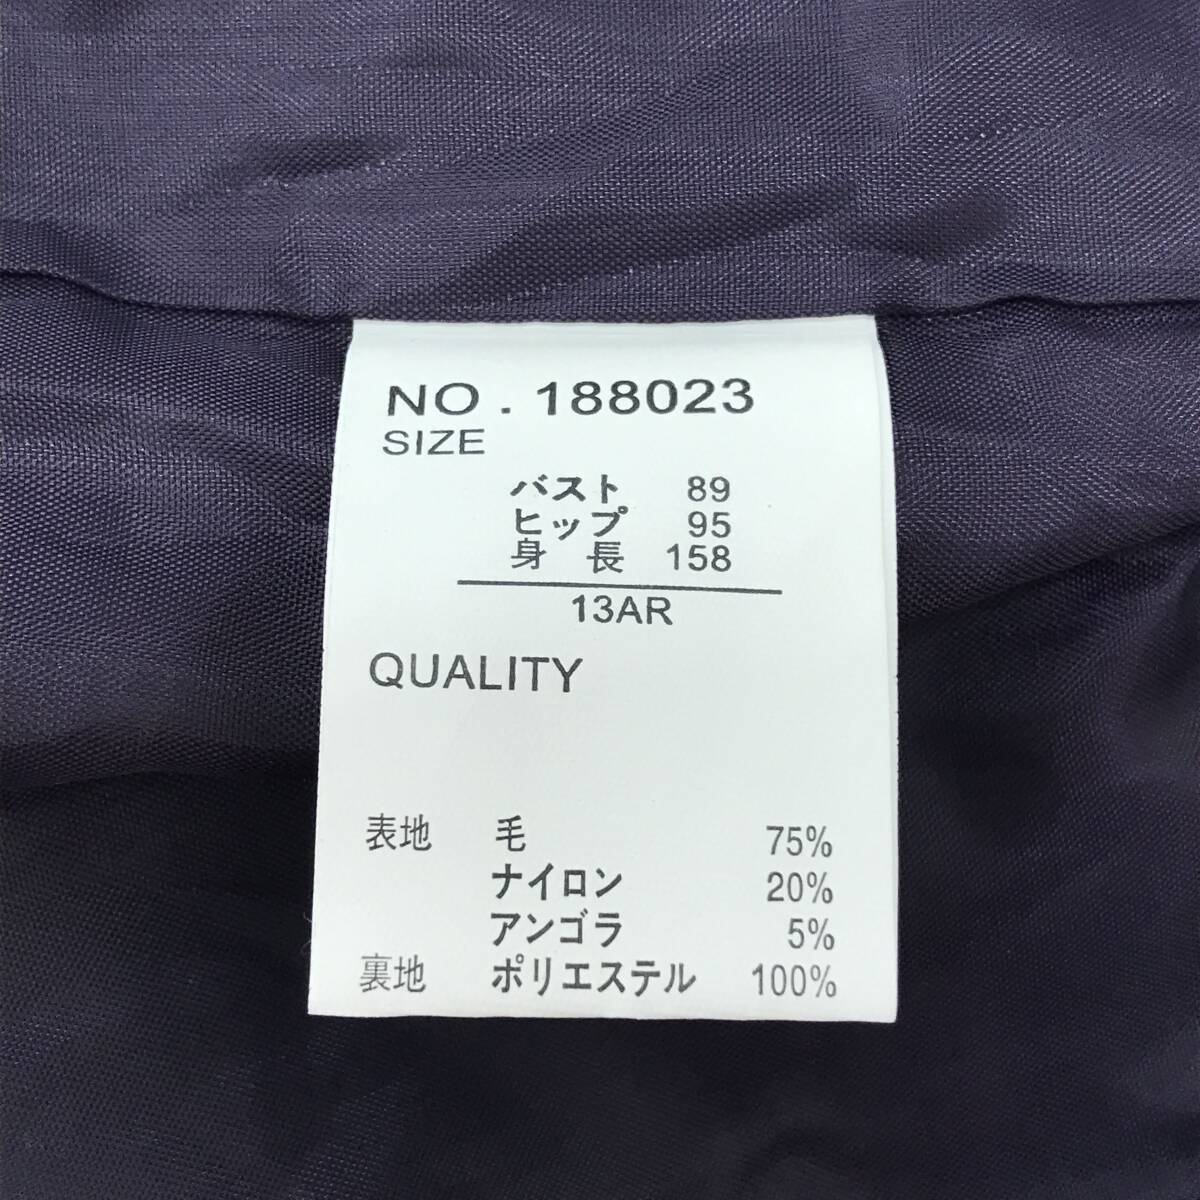 NO.188023
SIZE
バスト 89
ヒップ 95
身長 158
13AR
QUALITY
表地 毛 75%
ナイロン 20%
アンゴラ 5%
裏地 ポリエステル 100%